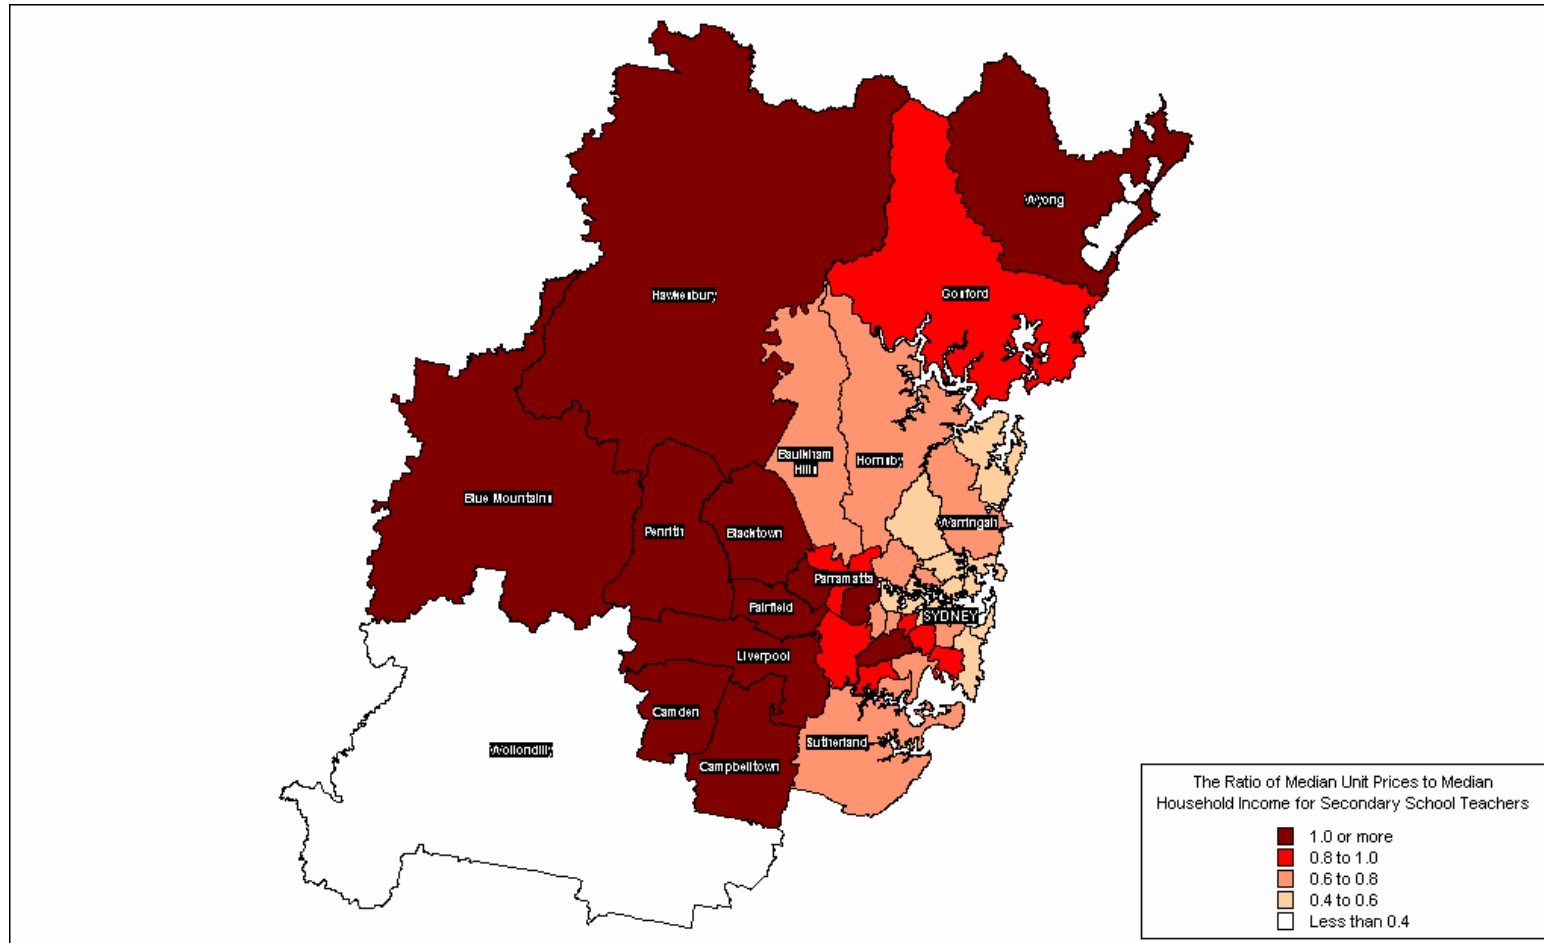 Wyong
Hawkesbury
Gosford
Baulkham
Hills
Hornsby
Blue Mountains
Penrith
Blacktown
Warringah
Parramatta
Fairfield
SYDNEY
Liverpool
Camden
Wollondilly
Sutherland
Campbelltown
The Ratio of Median Unit Prices to Median
Household Income for Secondary School Teachers
1.0 or more
0.8 to 1.0
0.6 to 0.8
0.4 to 0.6
Less than 0.4